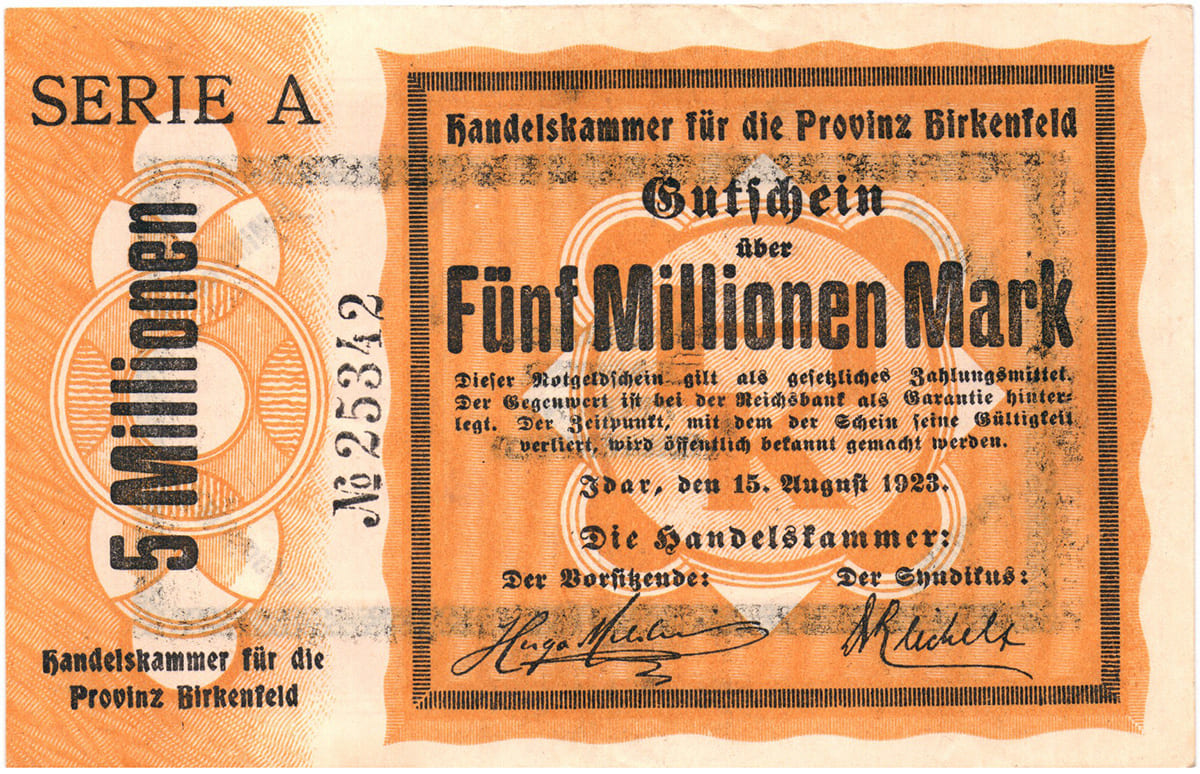 SERIE A
5 Millionen
Handelskammer für die
Provinz Birkenfeld
№ 25342
Handelskammer für die Provinz Birkenfeld
Gutschein
über
Fünf Millionen Mark
Dieser Notgeldschein gilt als gesetzliches Zahlungsmittel.
Der Gegenwert ist bei der Reichsbank als Garantie hinter-
legt. Der Zeitpunkt, mit dem der Schein seine Gültigkeit
verliert, wird öffentlich bekannt gemacht werden.
Idar, den 15. August 1923.
Die Handelskammer:
Der Vorsitzende:
Der Syndikus:
Hugo